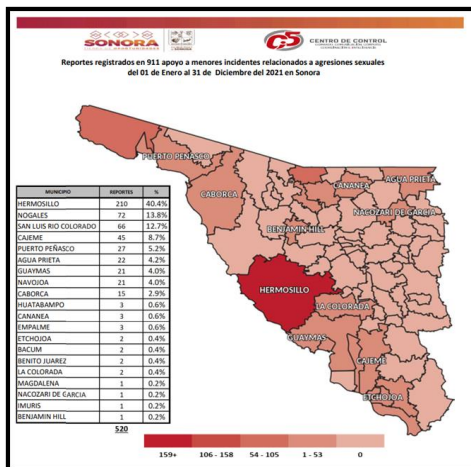 SONORA
C5i
CENTRO DE CONTROL
Reportes registrados en 911 apoyo a menores incidentes relacionados a agresiones sexuales
del 01 de Enero al 31 de Diciembre del 2021 en Sonora
MUNICIPIO REPORTES %
HERMOSILLO 210 40.4%
NOGALES 72 13.8%
SAN LUIS RIO COLORADO 66 12.7%
CAJEME 45 8.7%
PUERTO PEÑASCO 27 5.2%
AGUA PRIETA 22 4.2%
GUAYMAS 21 4.0%
NAVOJOA 21 4.0%
CABORCA 15 2.9%
HUATABAMPO 3 0.6%
CANANEA 3 0.6%
EMPALME 3 0.6%
ETCHOJOA 2 0.4%
BACUM 2 0.4%
BENITO JUAREZ 2 0.4%
LA COLORADA 2 0.4%
MAGDALENA 1 0.2%
NACOZARI DE GARCIA 1 0.2%
IMURIS 1 0.2%
BENJAMIN HILL 1 0.2%
520
PUERTO PEÑASCO
CABORCA
CANANEA
AGUA PRIETA
NACOZARI DE GARCIA
BENJAMIN HILL
HERMOSILLO
LA COLORADA
GUAYMAS
CAJEME
ETCHOJOA
159+ 106 - 158 54 - 105 1 - 53 0